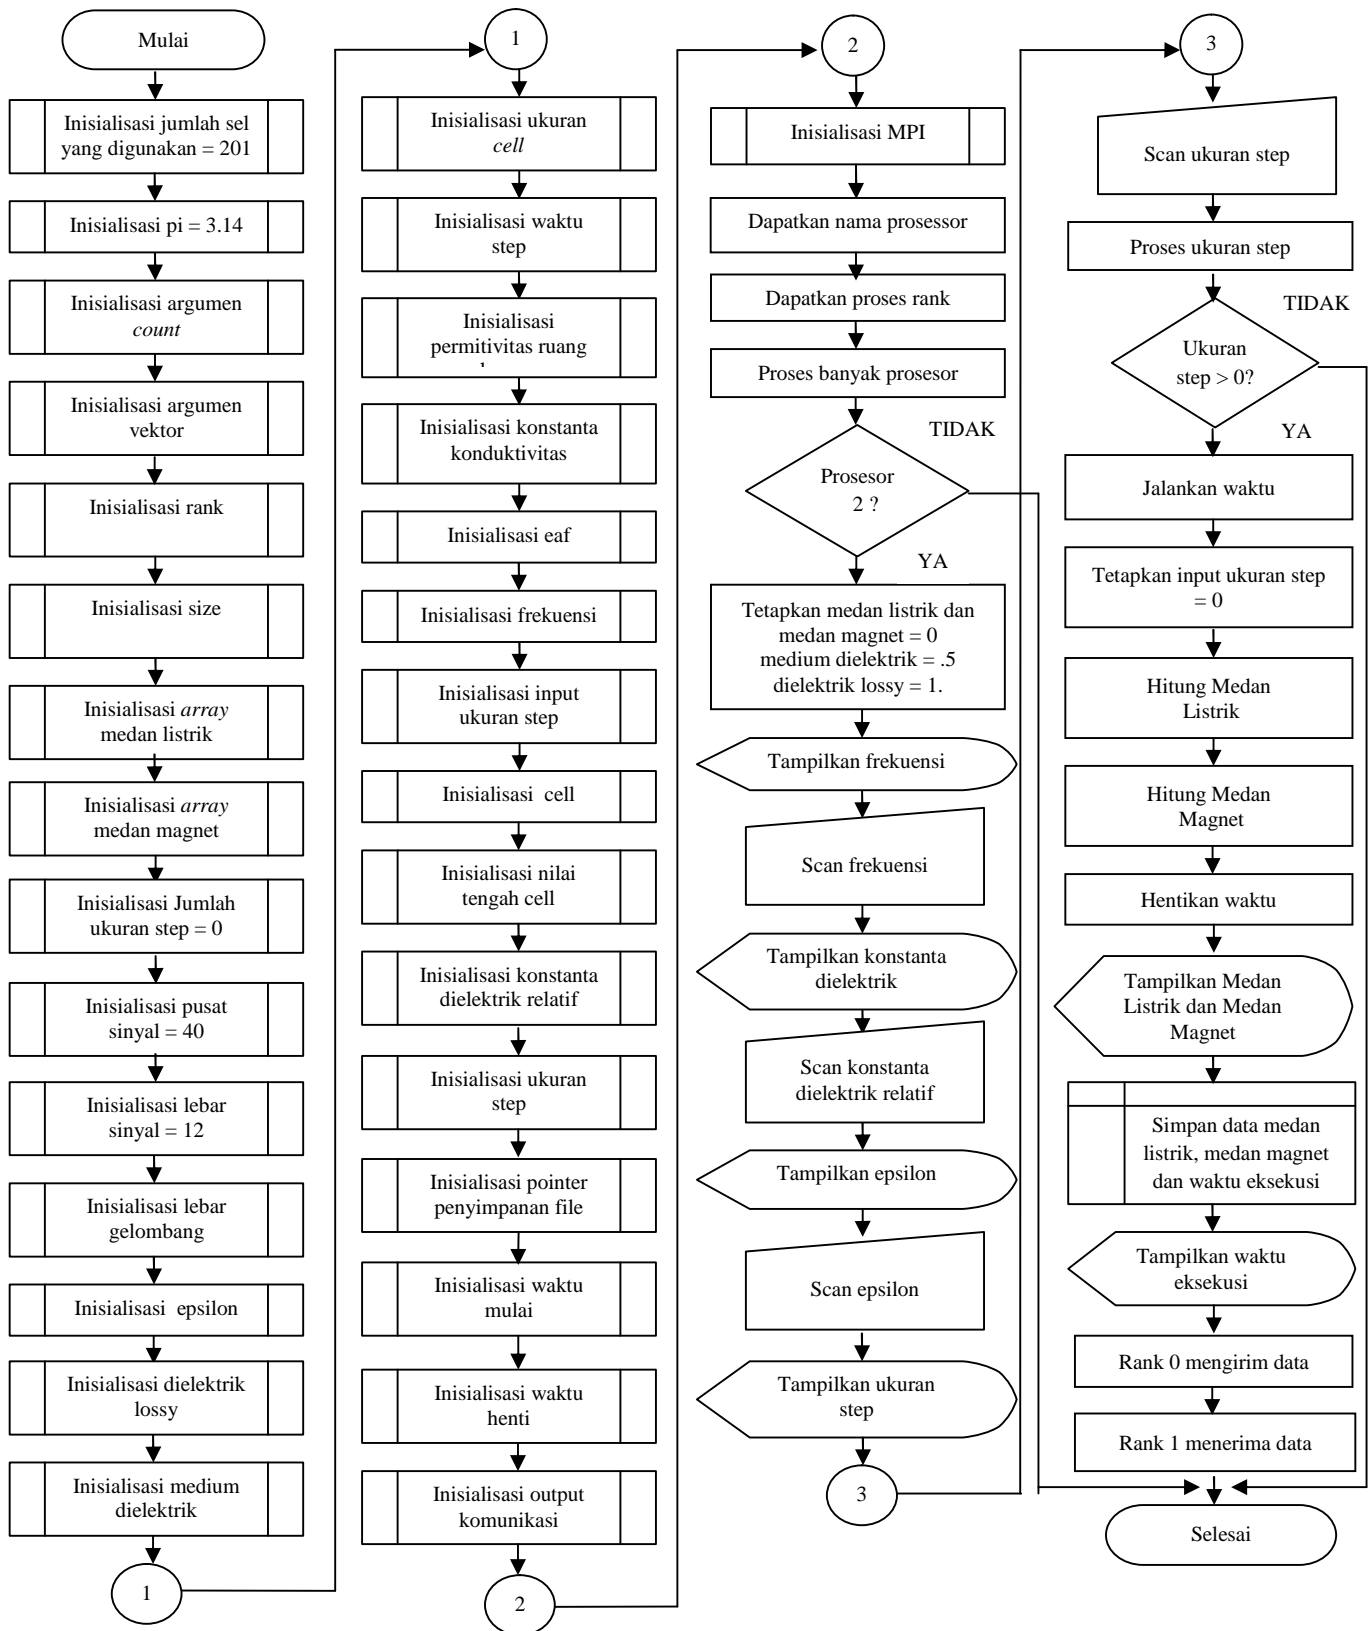 Mulai
Inisialisasi jumlah sel
yang digunakan = 201
Inisialisasi pi = 3.14
Inisialisasi argumen
count
Inisialisasi argumen
vektor
Inisialisasi rank
Inisialisasi size
Inisialisasi array
medan listrik
Inisialisasi array
medan magnet
Inisialisasi Jumlah
ukuran step = 0
Inisialisasi pusat
sinyal = 40
Inisialisasi lebar
sinyal = 12
Inisialisasi lebar
gelombang
Inisialisasi epsilon
Inisialisasi dielektrik
lossy
Inisialisasi medium
dielektrik
1
1
Inisialisasi ukuran
cell
Inisialisasi waktu
step
Inisialisasi
permitivitas ruang
Inisialisasi konstanta
konduktivitas
Inisialisasi eaf
Inisialisasi frekuensi
Inisialisasi input
ukuran step
Inisialisasi cell
Inisialisasi nilai
tengah cell
Inisialisasi konstanta
dielektrik relatif
Inisialisasi ukuran
step
Inisialisasi pointer
penyimpanan file
Inisialisasi waktu
mulai
Inisialisasi waktu
henti
Inisialisasi output
komunikasi
2
2
Inisialisasi MPI
Dapatkan nama prosessor
Dapatkan proses rank
Proses banyak prosesor
TIDAK
Prosesor
2 ?
YA
Tetapkan medan listrik dan
medan magnet = 0
medium dielektrik = .5
dielektrik lossy = 1.
Tampilkan frekuensi
Scan frekuensi
Tampilkan konstanta
dielektrik
Scan konstanta
dielektrik relatif
Tampilkan epsilon
Scan epsilon
Tampilkan ukuran
step
3
3
Scan ukuran step
Proses ukuran step
TIDAK
Ukuran
step > 0?
YA
Jalankan waktu
Tetapkan input ukuran step
= 0
Hitung Medan
Listrik
Hitung Medan
Magnet
Hentikan waktu
Tampilkan Medan
Listrik dan Medan
Magnet
Simpan data medan
listrik, medan magnet
dan waktu eksekusi
Tampilkan waktu
eksekusi
Rank 0 mengirim data
Rank 1 menerima data
Selesai